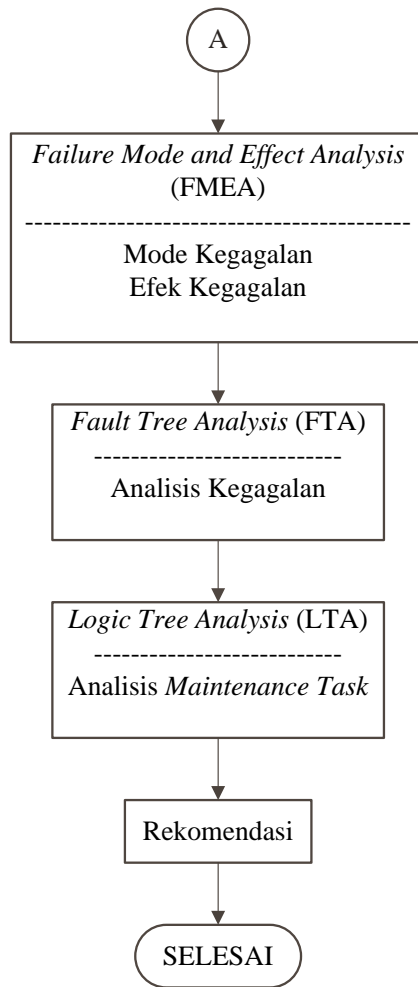 A
Failure Mode and Effect Analysis
(FMEA)
------------------------------------------
Mode Kegagalan
Efek Kegagalan
Fault Tree Analysis (FTA)
---------------------------
Analisis Kegagalan
Logic Tree Analysis (LTA)
---------------------------
Analisis Maintenance Task
Rekomendasi
SELESAI